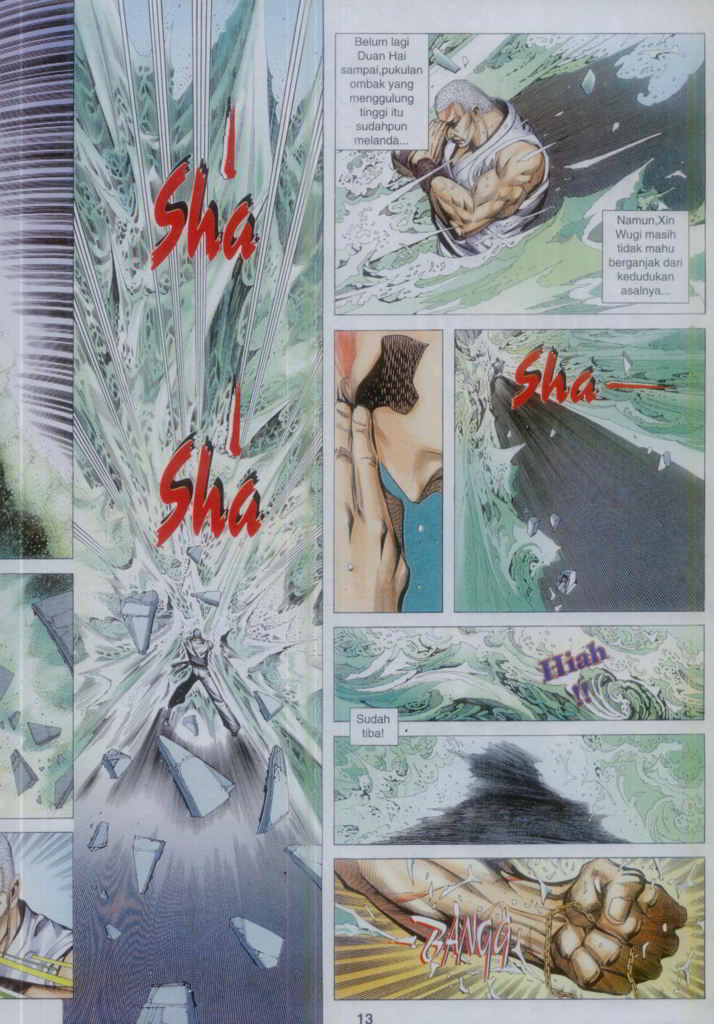 Sha
Sha
Belum lagi
Duan Hai
sampai,pukulan
ombak yang
menggulung
tinggi itu
sudahpun
melanda...
Namun,Xin
Wugi masih
tidak mahu
berganjak dari
kedudukan
asalnya...
Sha
Hiah
!!
Sudah
tiba!
BANGG
13